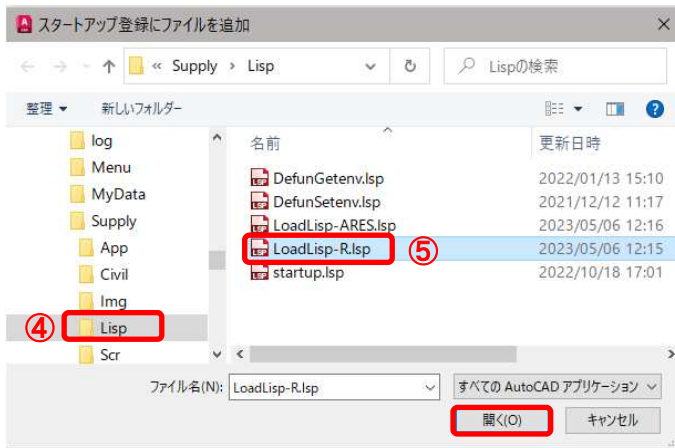 スタートアップ登録にファイルを追加
« Supply › Lisp
Lispの検索
整理 新しいフォルダー
log
Menu
MyData
Supply
App
Civil
Img
④ Lisp
Scr
名前 更新日時
DefunGetenv.lsp 2022/01/13 15:10
DefunSetenv.lsp 2021/12/12 11:17
LoadLisp-ARES.lsp 2023/05/06 12:16
LoadLisp-R.lsp ⑤ 2023/05/06 12:15
startup.lsp 2022/10/18 17:01
ファイル名(N): LoadLisp-R.lsp すべての AutoCAD アプリケーション
開く(O) キャンセル